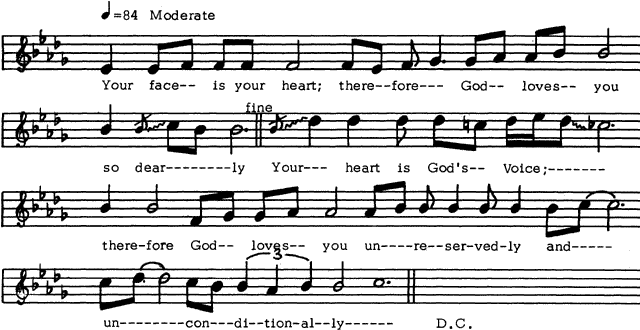 ♩=84 Moderate
Your face-- is your heart; there--fore--- God-- loves-- you
fine
so dear--------ly Your--- heart is God's-- Voice;-------
there-fore God-- loves-- you un----re--ser-ved-ly and-----
3
un--------con---di--tion-al--ly------ D.C.